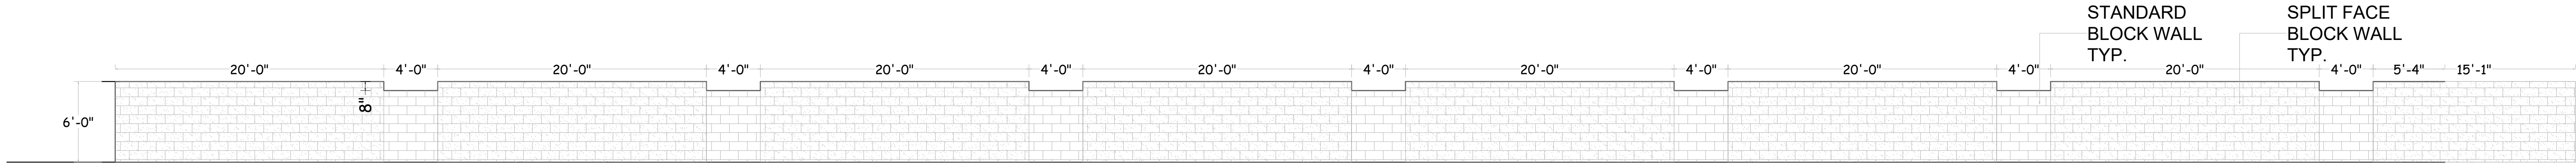 STANDARD
BLOCK WALL
TYP.
SPLIT FACE
BLOCK WALL
TYP.
20'-0" 4'-0" 20'-0" 4'-0" 20'-0" 4'-0" 20'-0" 4'-0" 20'-0" 4'-0" 20'-0" 4'-0" 20'-0" 4'-0" 5'-4" 15'-1"
8"
6'-0"